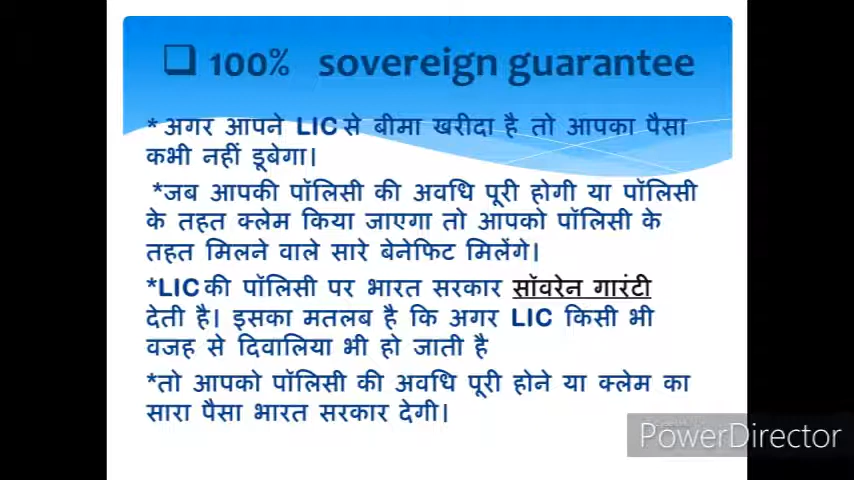 ❑ 100% sovereign guarantee
* अगर आपने LIC से बीमा खरीदा है तो आपका पैसा
कभी नहीं डूबेगा।
*जब आपकी पॉलिसी की अवधि पूरी होगी या पॉलिसी
के तहत क्लेम किया जाएगा तो आपको पॉलिसी के
तहत मिलने वाले सारे बेनेफिट मिलेंगे।
*LIC की पॉलिसी पर भारत सरकार सॉवरेन गारंटी
देती है। इसका मतलब है कि अगर LIC किसी भी
वजह से दिवालिया भी हो जाती है
*तो आपको पॉलिसी की अवधि पूरी होने या क्लेम का
सारा पैसा भारत सरकार देगी।
PowerDirector